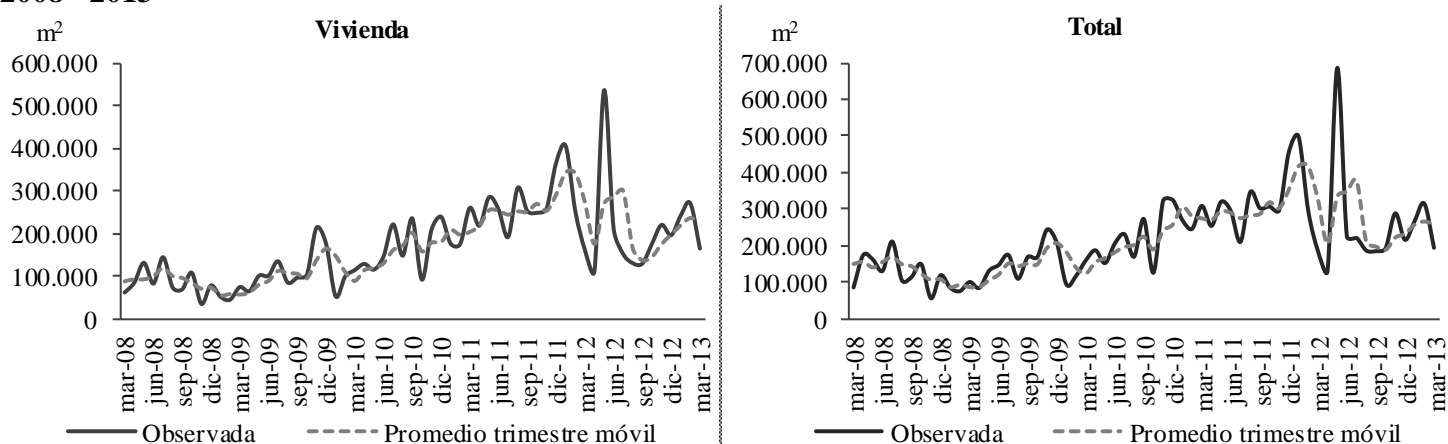 2008 - 2013
Vivienda
m²
600.000
500.000
400.000
300.000
200.000
100.000
0
mar-08
jun-08
sep-08
dic-08
mar-09
jun-09
sep-09
dic-09
mar-10
jun-10
sep-10
dic-10
mar-11
jun-11
sep-11
dic-11
mar-12
jun-12
sep-12
dic-12
mar-13
Observada
Promedio trimestre móvil
Total
m²
700.000
600.000
500.000
400.000
300.000
200.000
100.000
0
mar-08
jun-08
sep-08
dic-08
mar-09
jun-09
sep-09
dic-09
mar-10
jun-10
sep-10
dic-10
mar-11
jun-11
sep-11
dic-11
mar-12
jun-12
sep-12
dic-12
mar-13
Observada
Promedio trimestre móvil